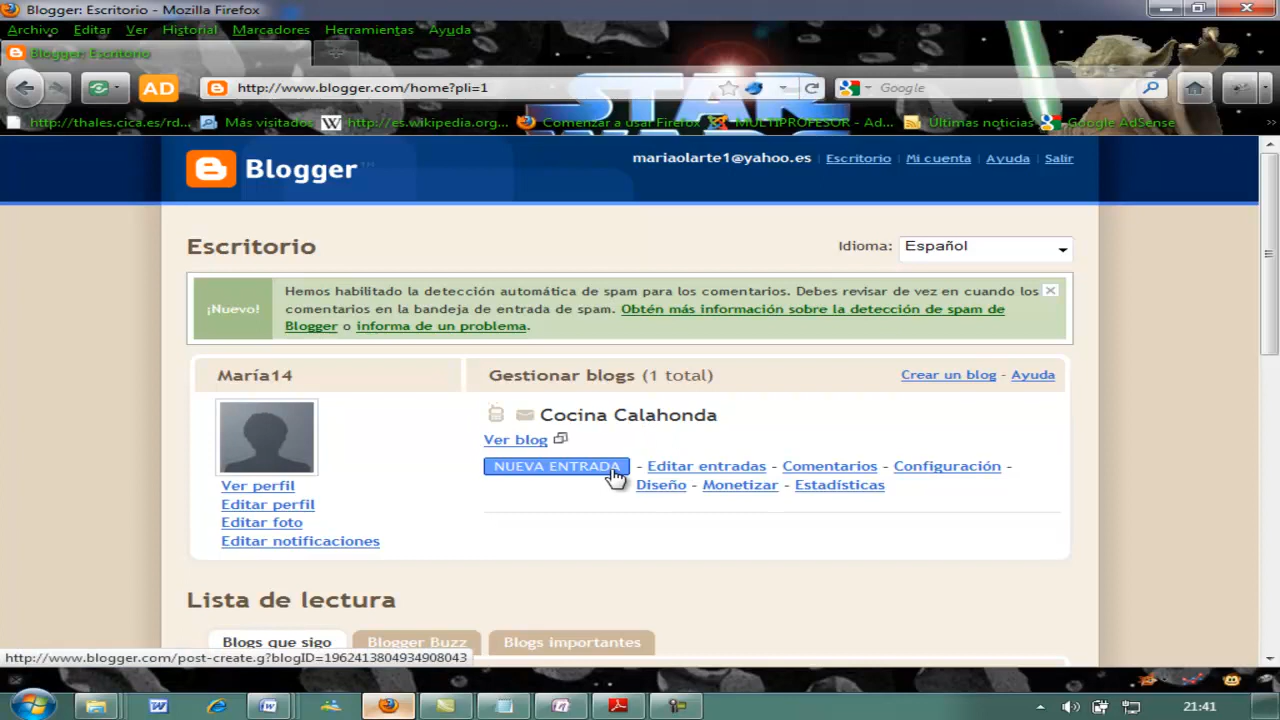 Blogger: Escritorio - Mozilla Firefox
Archivo Editar Ver Historial Marcadores Herramientas Ayuda
Blogger: Escritorio
AD http://www.blogger.com/home?pli=1 Google
STAR
http://thales.cica.es/rd... Más visitados http://es.wikipedia.org... Comenzar a usar Firefox MULTIPROFESOR - Ad... Últimas noticias Google AdSense
Blogger™ mariaolarte1@yahoo.es | Escritorio | Mi cuenta | Ayuda | Salir
Escritorio Idioma: Español
¡Nuevo! Hemos habilitado la detección automática de spam para los comentarios. Debes revisar de vez en cuando los
comentarios en la bandeja de entrada de spam. Obtén más información sobre la detección de spam de
Blogger o informa de un problema.
María14 Gestionar blogs (1 total) Crear un blog - Ayuda
Cocina Calahonda
Ver blog
NUEVA ENTRADA - Editar entradas - Comentarios - Configuración -
Diseño - Monetizar - Estadísticas
Ver perfil
Editar perfil
Editar foto
Editar notificaciones
Lista de lectura
Blogs que sigo Blogger Buzz Blogs importantes
http://www.blogger.com/post-create.g?blogID=1962413804934908043
21:41